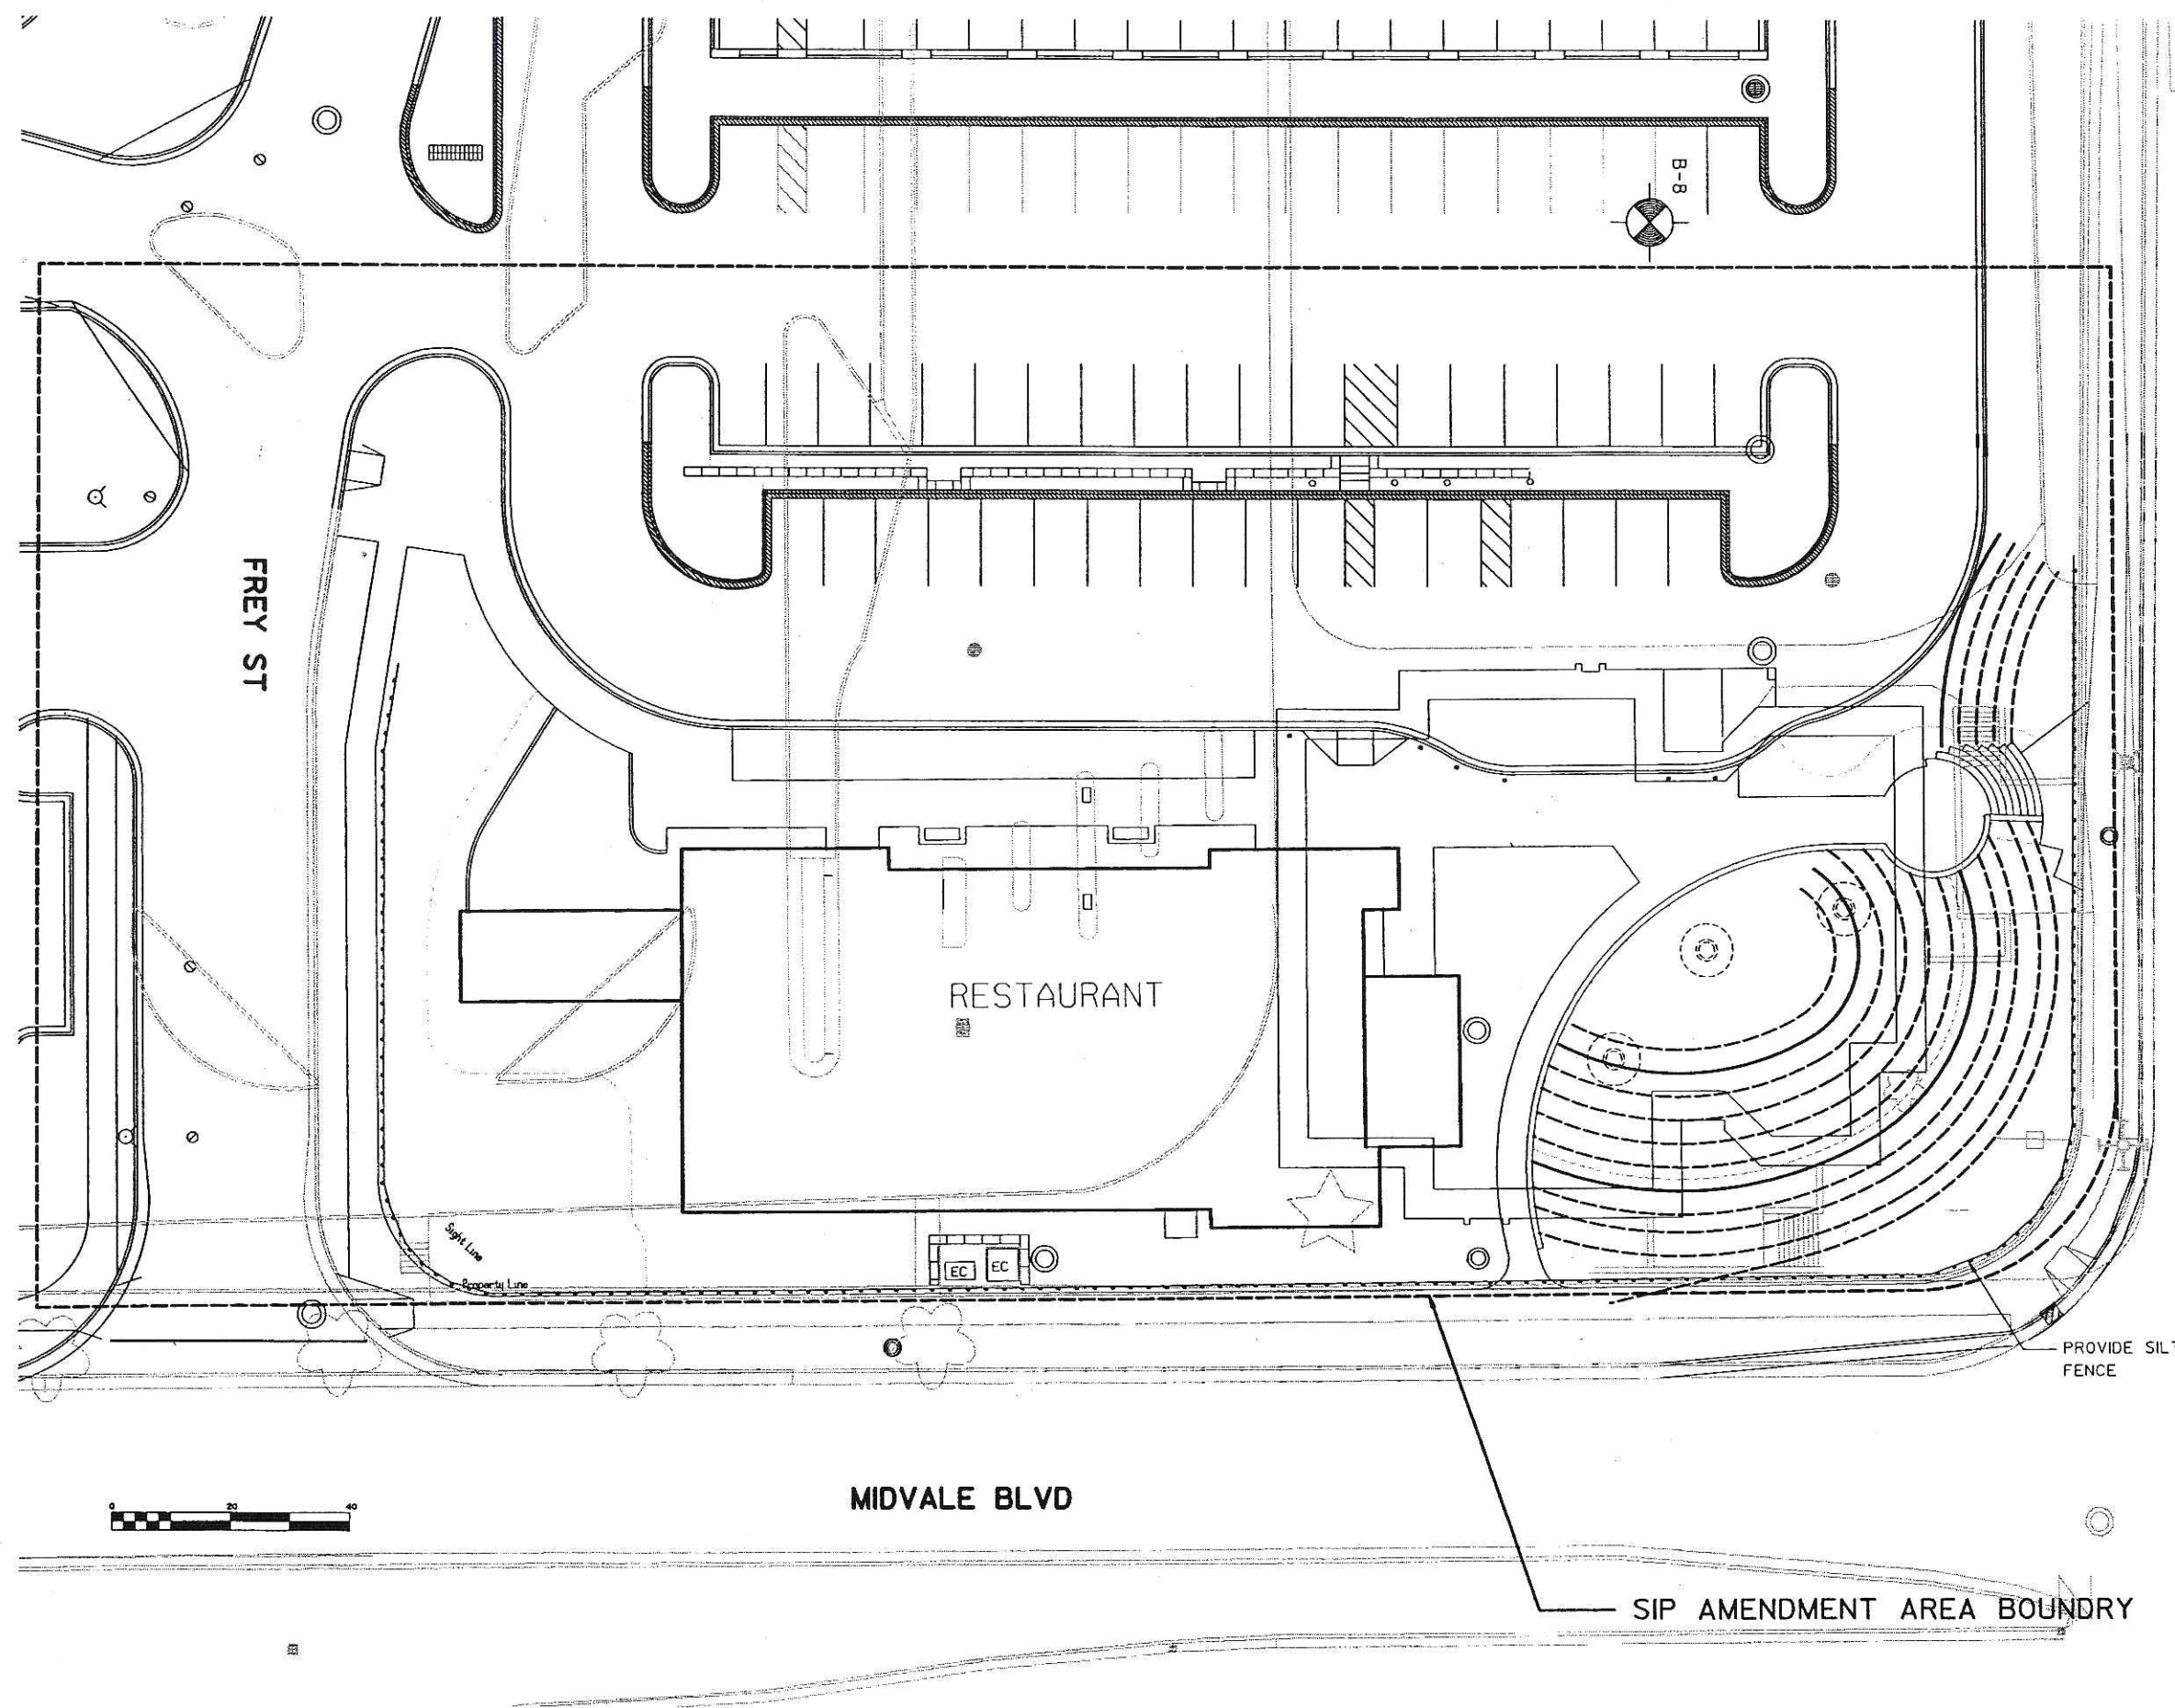 B-8
FREY ST
RESTAURANT
Sight Line
Property Line
EC
EC
PROVIDE SILT
FENCE
MIDVALE BLVD
0 20 40
SIP AMENDMENT AREA BOUNDRY